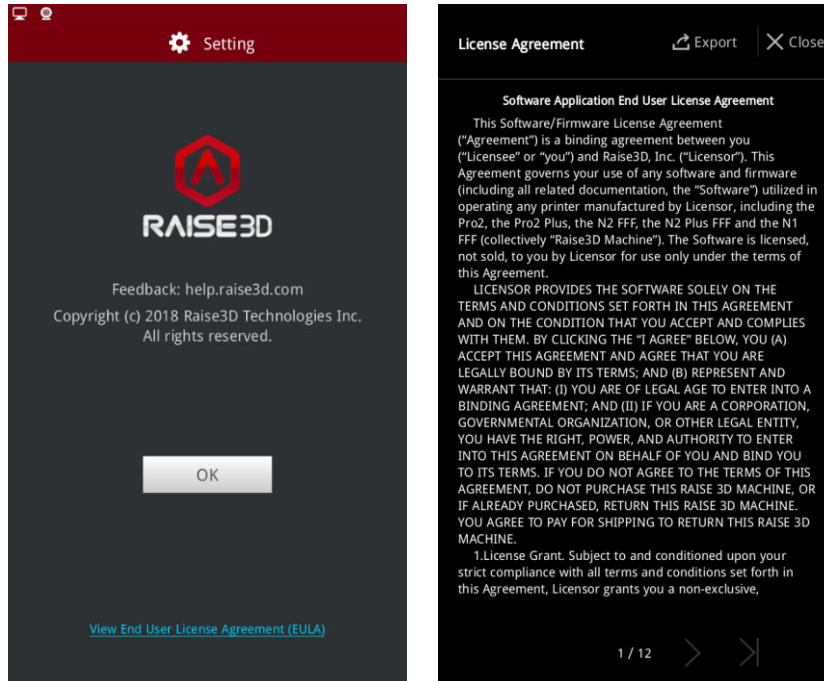 Setting
RAISE3D
Feedback: help.raise3d.com
Copyright (c) 2018 Raise3D Technologies Inc.
All rights reserved.
OK
View End User License Agreement (EULA)
License Agreement
Export
Close
Software Application End User License Agreement
This Software/Firmware License Agreement
("Agreement") is a binding agreement between you
("Licensee" or "you") and Raise3D, Inc. ("Licensor"). This
Agreement governs your use of any software and firmware
(including all related documentation, the "Software") utilized in
operating any printer manufactured by Licensor, including the
Pro2, the Pro2 Plus, the N2 FFF, the N2 Plus FFF and the N1
FFF (collectively "Raise3D Machine"). The Software is licensed,
not sold, to you by Licensor for use only under the terms of
this Agreement.
LICENSOR PROVIDES THE SOFTWARE SOLELY ON THE
TERMS AND CONDITIONS SET FORTH IN THIS AGREEMENT
AND ON THE CONDITION THAT YOU ACCEPT AND COMPLIES
WITH THEM. BY CLICKING THE "I AGREE" BELOW, YOU (A)
ACCEPT THIS AGREEMENT AND AGREE THAT YOU ARE
LEGALLY BOUND BY ITS TERMS; AND (B) REPRESENT AND
WARRANT THAT: (I) YOU ARE OF LEGAL AGE TO ENTER INTO A
BINDING AGREEMENT; AND (II) IF YOU ARE A CORPORATION,
GOVERNMENTAL ORGANIZATION, OR OTHER LEGAL ENTITY,
YOU HAVE THE RIGHT, POWER, AND AUTHORITY TO ENTER
INTO THIS AGREEMENT ON BEHALF OF YOU AND BIND YOU
TO ITS TERMS. IF YOU DO NOT AGREE TO THE TERMS OF THIS
AGREEMENT, DO NOT PURCHASE THIS RAISE 3D MACHINE, OR
IF ALREADY PURCHASED, RETURN THIS RAISE 3D MACHINE.
YOU AGREE TO PAY FOR SHIPPING TO RETURN THIS RAISE 3D
MACHINE.
1.License Grant. Subject to and conditioned upon your
strict compliance with all terms and conditions set forth in
this Agreement, Licensor grants you a non-exclusive,
1 / 12